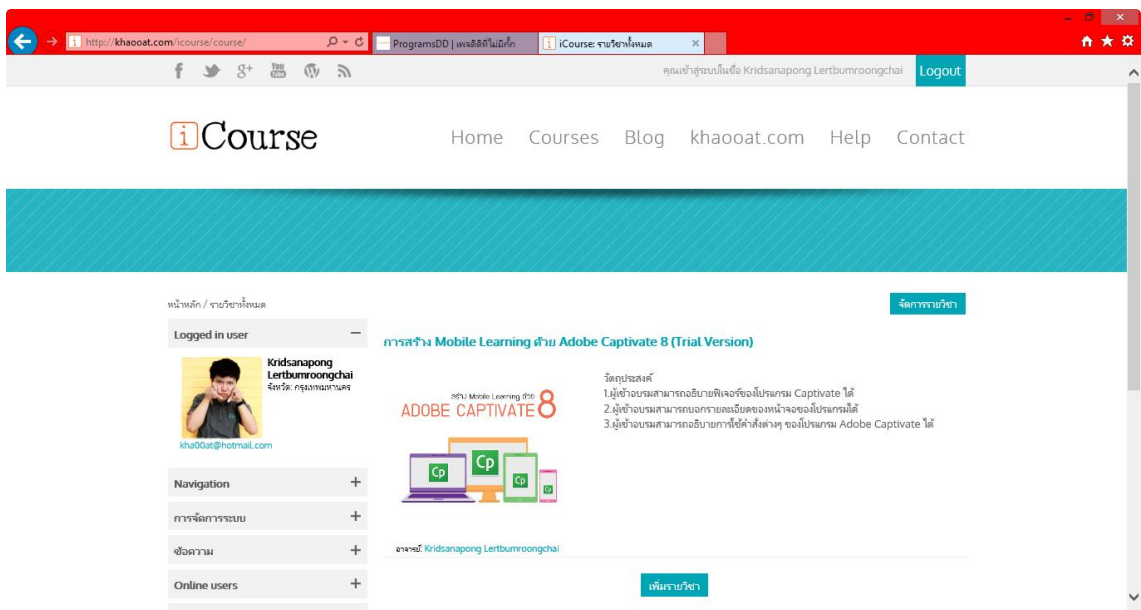 http://khaooat.com/icourse/course/
ProgramsDD | เพจดีดีที่ไม่มีกั๊ก
iCourse: รายวิชาทั้งหมด
คุณเข้าสู่ระบบในชื่อ Kridsanapong Lertbumroongchai
Logout
iCourse
Home Courses Blog khaooat.com Help Contact
หน้าหลัก / รายวิชาทั้งหมด
จัดการรายวิชา
Logged in user
Kridsanapong
Lertbumroongchai
จังหวัด: กรุงเทพมหานคร
kha00at@hotmail.com
Navigation
การจัดการระบบ
ข้อความ
Online users
การสร้าง Mobile Learning ด้วย Adobe Captivate 8 (Trial Version)
สร้าง Mobile Learning ด้วย
ADOBE CAPTIVATE 8
Cp
Cp
Cp
Cp
วัตถุประสงค์
1.ผู้เข้าอบรมสามารถอธิบายฟีเจอร์ของโปรแกรม Captivate ได้
2.ผู้เข้าอบรมสามารถบอกรายละเอียดของหน้าจอของโปรแกรมได้
3.ผู้เข้าอบรมสามารถอธิบายการใช้คำสั่งต่างๆ ของโปรแกรม Adobe Captivate ได้
อาจารย์: Kridsanapong Lertbumroongchai
เพิ่มรายวิชา